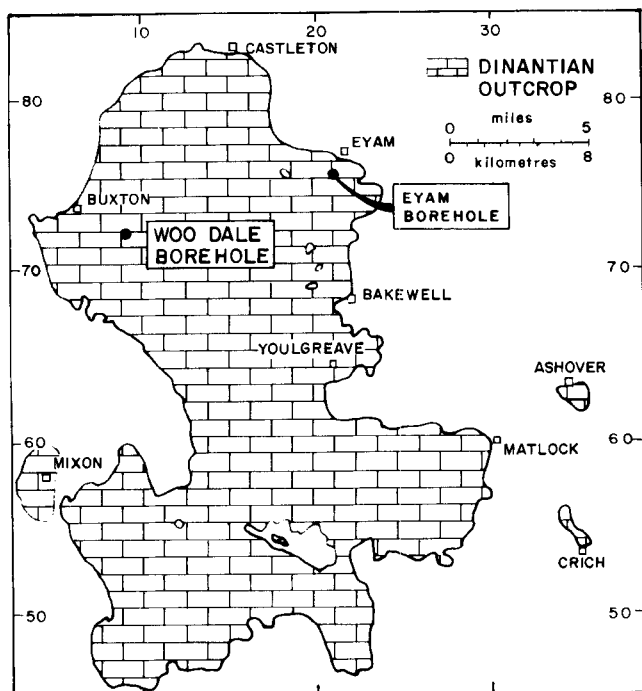 10
20
30
CASTLETON
DINANTIAN
OUTCROP
80
80
0 miles 5
0 kilometres 8
EYAM
EYAM
BOREHOLE
BUXTON
WOO DALE
BOREHOLE
70
70
BAKEWELL
YOULGREAVE
ASHOVER
60
60
MATLOCK
MIXON
50
50
CRICH